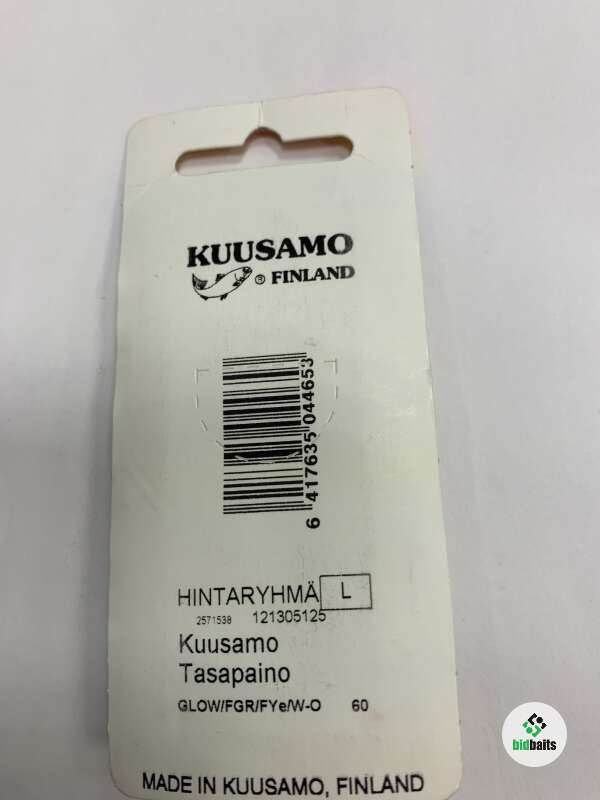 KUUSAMO
® FINLAND
6 417635 044653
HINTARYHMÄ L
2571538 121305125
Kuusamo
Tasapaino
GLOW/FGR/FYe/W-O 60
bidbaits
MADE IN KUUSAMO, FINLAND